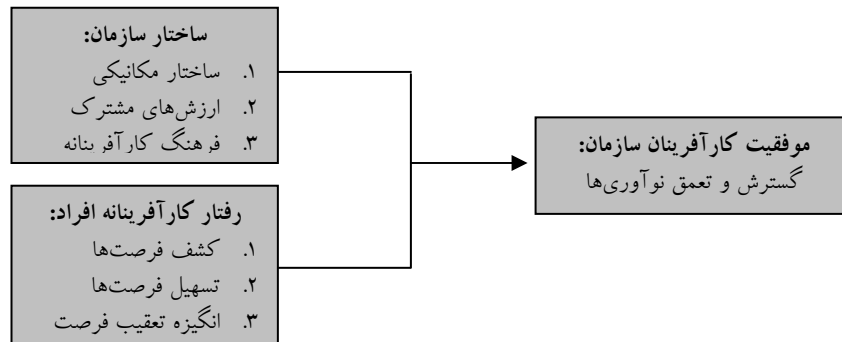 ساختار سازمان:
۱. ساختار مکانیکی
۲. ارزش‌های مشترک
۳. فرهنگ کارآفرینانه
موفقیت کارآفرینان سازمان:
گسترش و تعمق نوآوری‌ها
رفتار کارآفرینانه افراد:
۱. کشف فرصت‌ها
۲. تسهیل فرصت‌ها
۳. انگیزه تعقیب فرصت